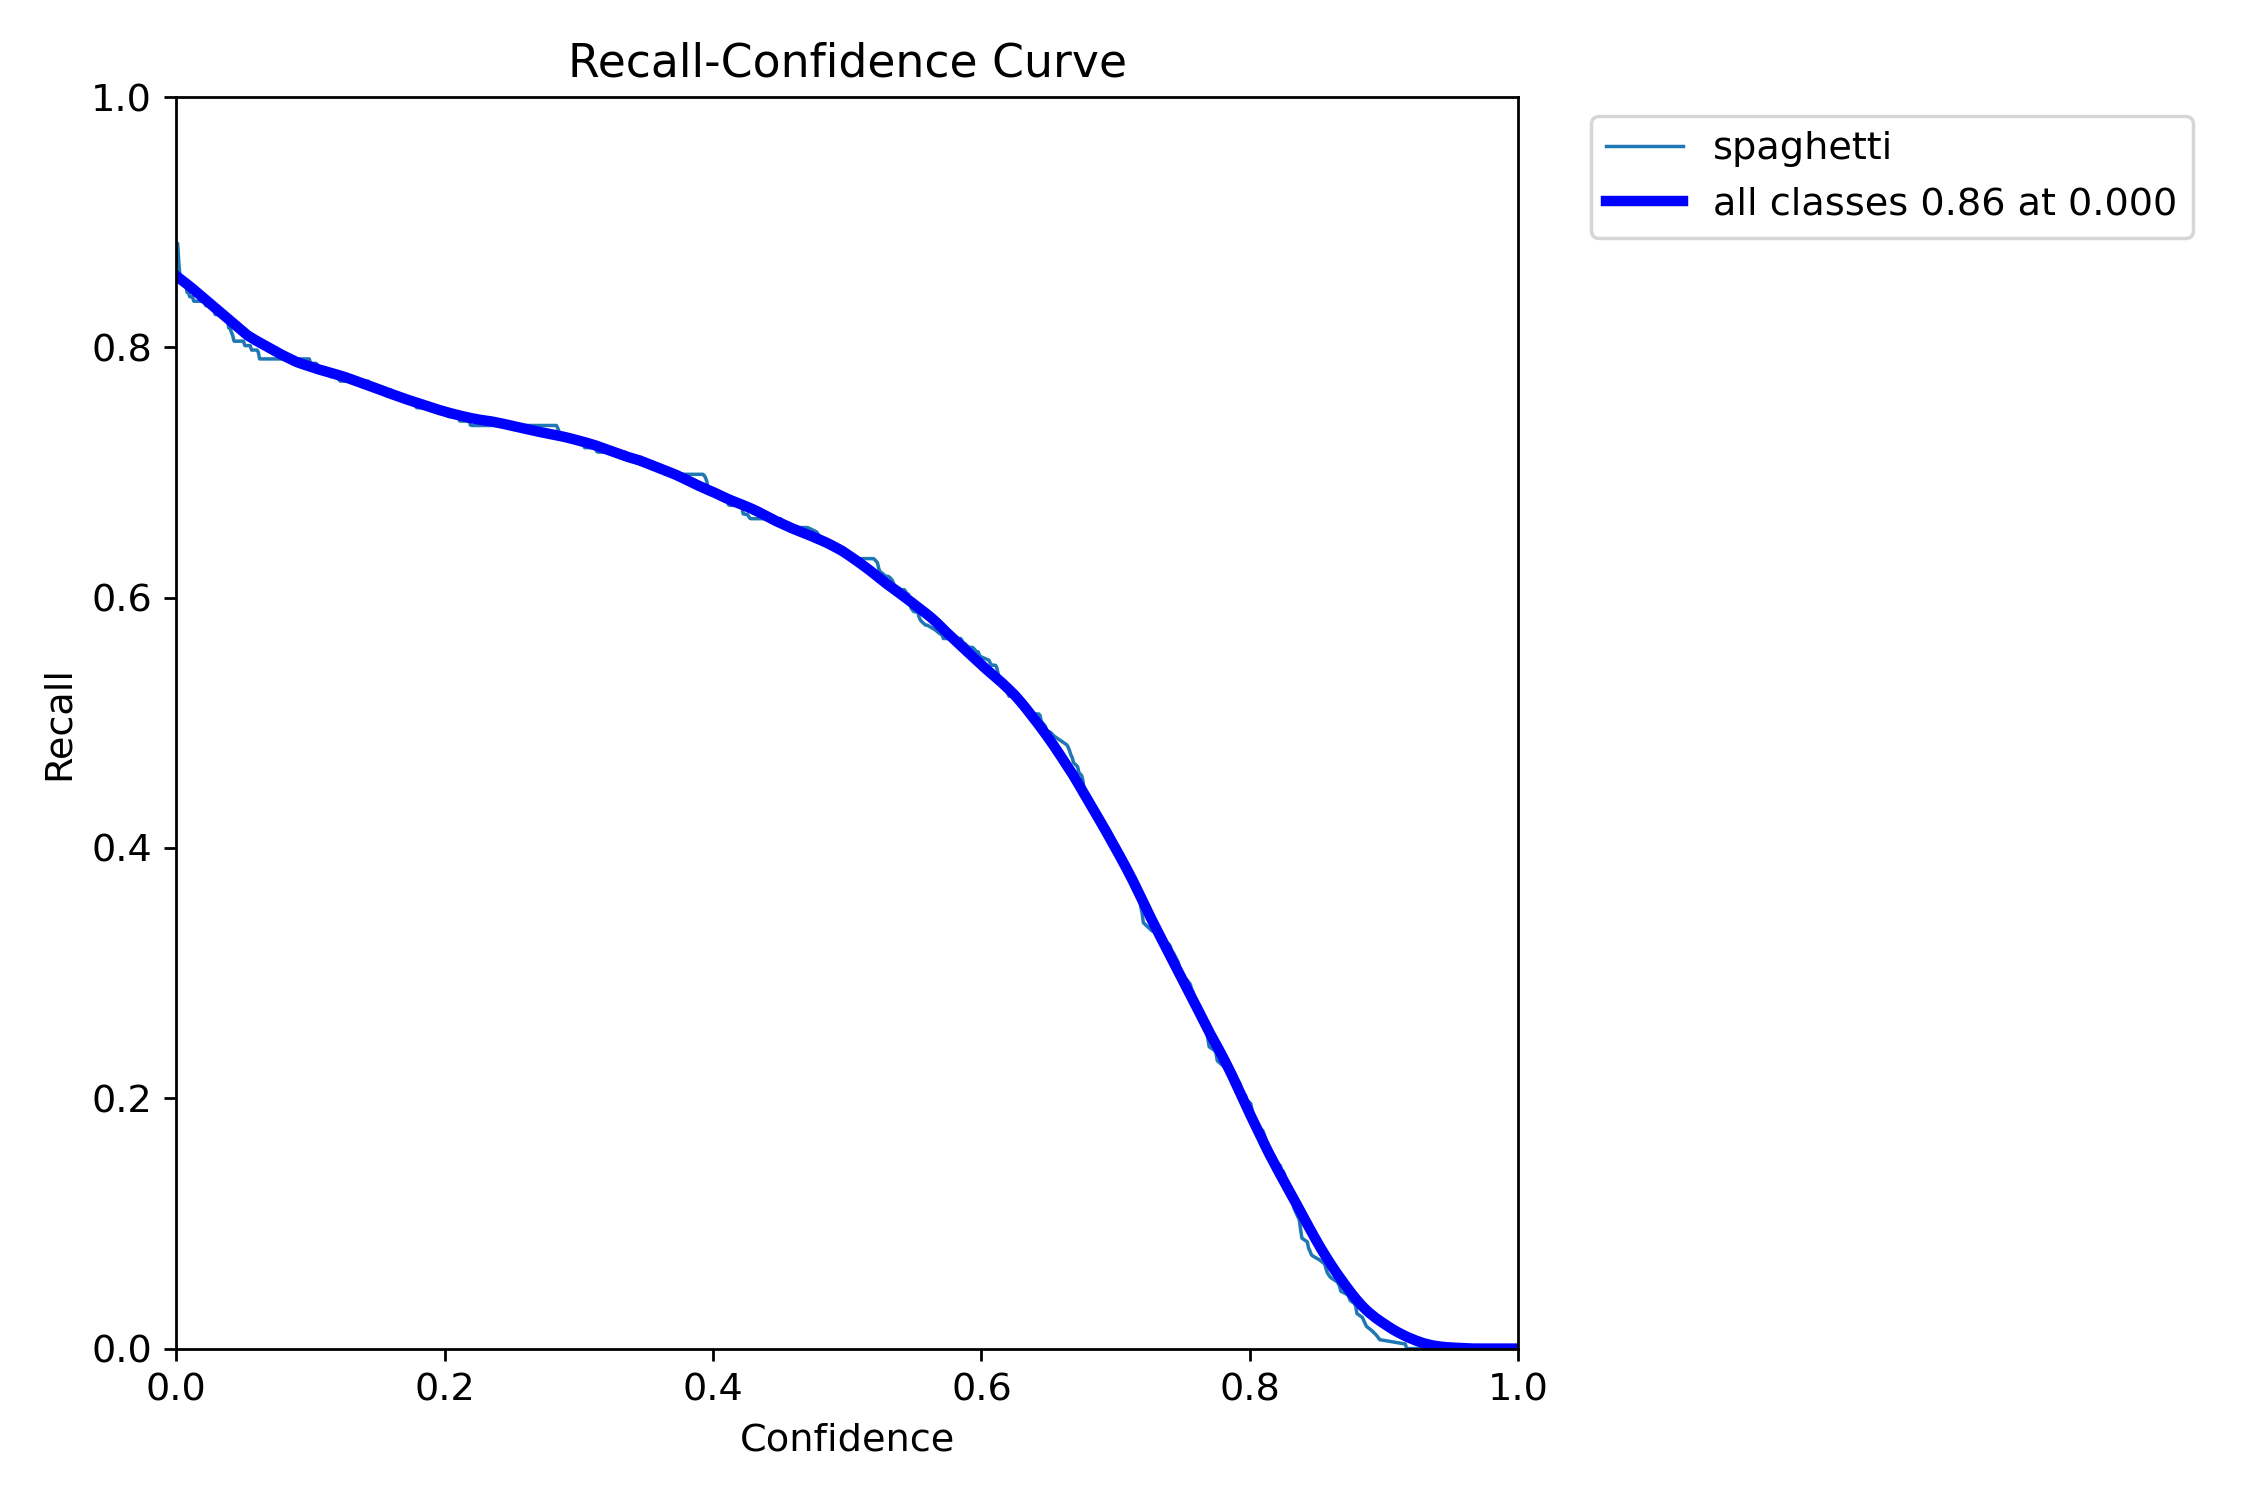 Recall-Confidence Curve
1.0
0.8
0.6
0.4
0.2
0.0
Recall
0.0 0.2 0.4 0.6 0.8 1.0
Confidence
spaghetti
all classes 0.86 at 0.000